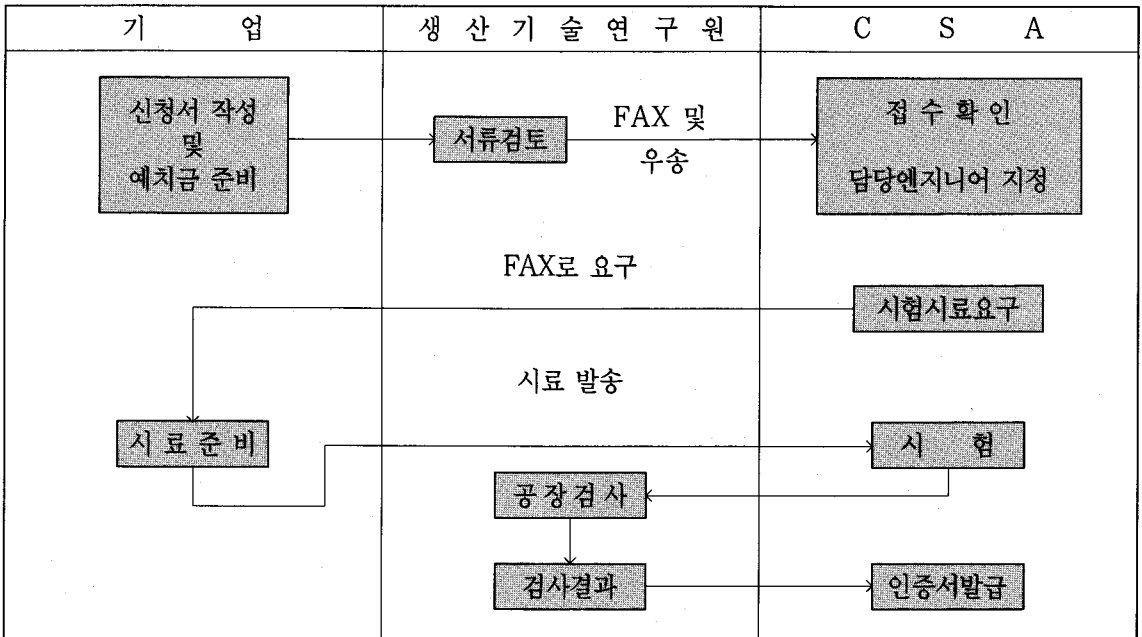 기 업
생 산 기 술 연 구 원
C S A
신청서 작성
및
예치금 준비
서류검토
FAX 및
우송
접 수 확 인
담당엔지니어 지정
FAX로 요구
시험시료요구
시료 발송
시 료 준 비
시 험
공 장 검 사
검사결과
인증서발급